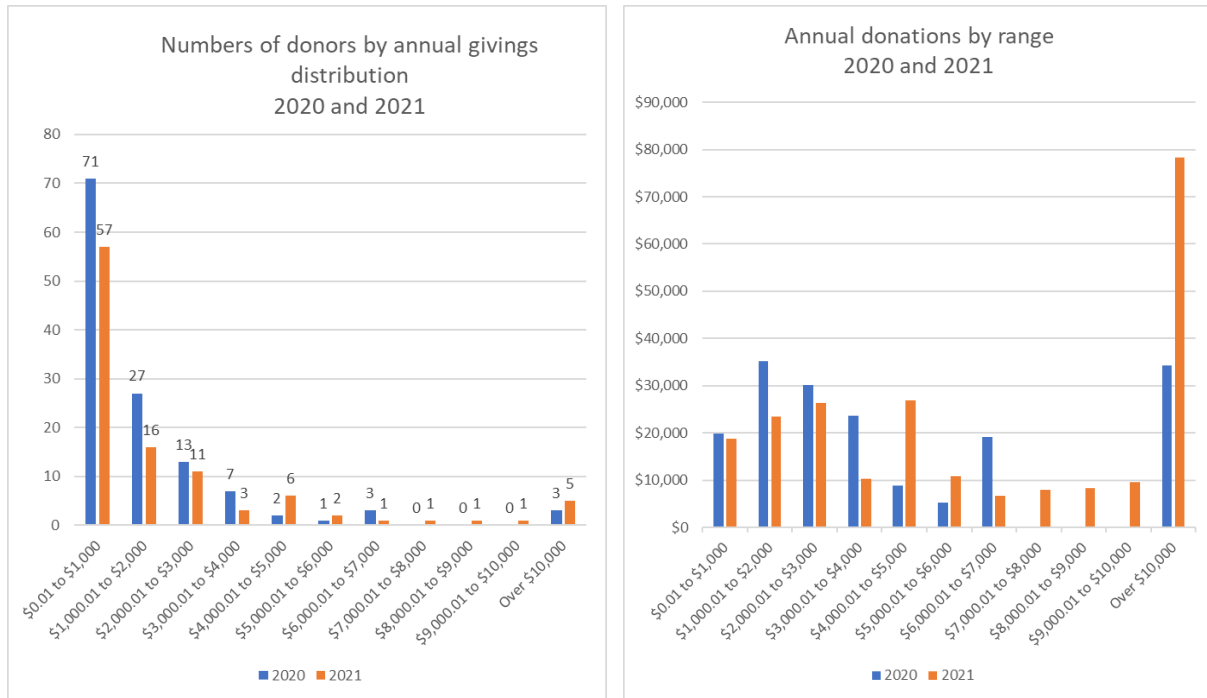 Numbers of donors by annual givings
distribution
2020 and 2021
80
70
60
50
40
30
20
10
0
71
57
27
16
13
11
7
3
2
6
1
2
3
1
0
1
0
1
0
1
3
5
$0.01 to $1,000
$1,000.01 to $2,000
$2,000.01 to $3,000
$3,000.01 to $4,000
$4,000.01 to $5,000
$5,000.01 to $6,000
$6,000.01 to $7,000
$7,000.01 to $8,000
$8,000.01 to $9,000
$9,000.01 to $10,000
Over $10,000
2020 2021
Annual donations by range
2020 and 2021
$90,000
$80,000
$70,000
$60,000
$50,000
$40,000
$30,000
$20,000
$10,000
$0
$0.01 to $1,000
$1,000.01 to $2,000
$2,000.01 to $3,000
$3,000.01 to $4,000
$4,000.01 to $5,000
$5,000.01 to $6,000
$6,000.01 to $7,000
$7,000.01 to $8,000
$8,000.01 to $9,000
$9,000.01 to $10,000
Over $10,000
2020 2021